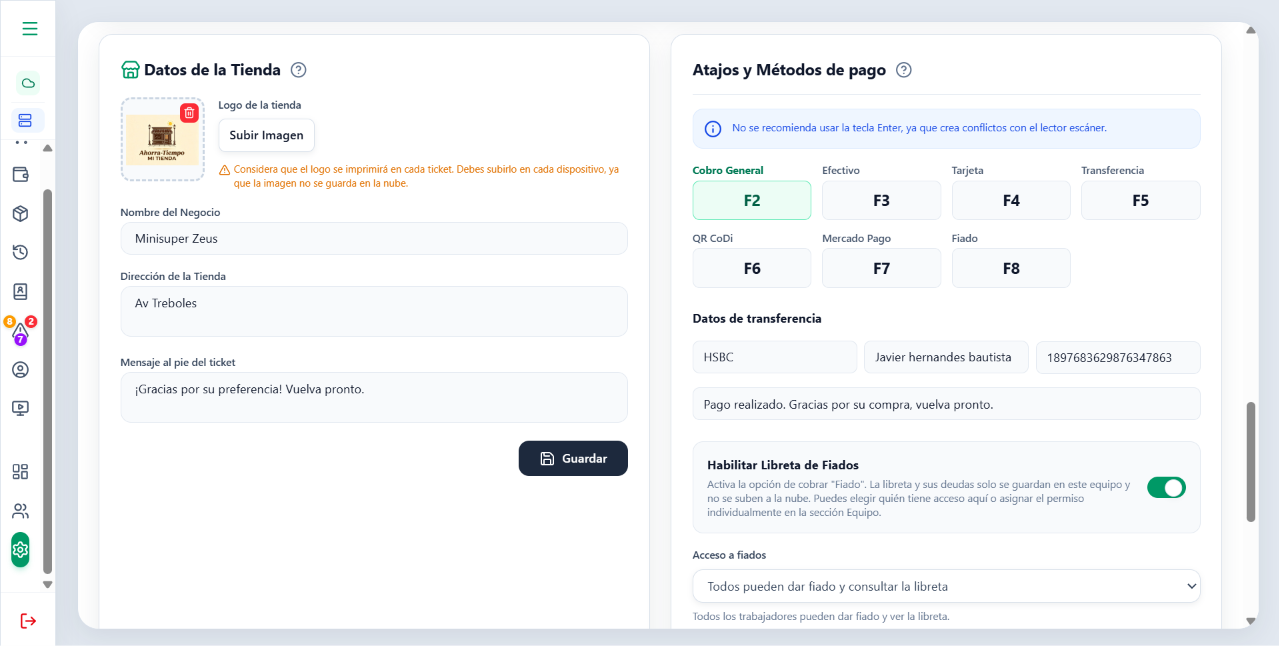 Datos de la Tienda
Ahorra-Tiempo
MI TIENDA
Logo de la tienda
Subir Imagen
Considera que el logo se imprimirá en cada ticket. Debes subirlo en cada dispositivo, ya
que la imagen no se guarda en la nube.
Nombre del Negocio
Minisuper Zeus
Dirección de la Tienda
Av Treboles
Mensaje al pie del ticket
¡Gracias por su preferencia! Vuelva pronto.
Guardar
8
2
7
Atajos y Métodos de pago
No se recomienda usar la tecla Enter, ya que crea conflictos con el lector escáner.
Cobro General Efectivo Tarjeta Transferencia
F2 F3 F4 F5
QR CoDi Mercado Pago Fiado
F6 F7 F8
Datos de transferencia
HSBC Javier hernandes bautista 1897683629876347863
Pago realizado. Gracias por su compra, vuelva pronto.
Habilitar Libreta de Fiados
Activa la opción de cobrar "Fiado". La libreta y sus deudas solo se guardan en este equipo y
no se suben a la nube. Puedes elegir quién tiene acceso aquí o asignar el permiso
individualmente en la sección Equipo.
Acceso a fiados
Todos pueden dar fiado y consultar la libreta
Todos los trabajadores pueden dar fiado y ver la libreta.